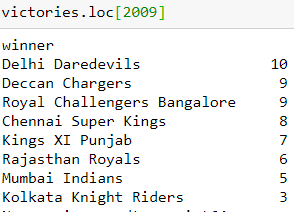 victories.loc[2009]
winner
Delhi Daredevils 10
Deccan Chargers 9
Royal Challengers Bangalore 9
Chennai Super Kings 8
Kings XI Punjab 7
Rajasthan Royals 6
Mumbai Indians 5
Kolkata Knight Riders 3